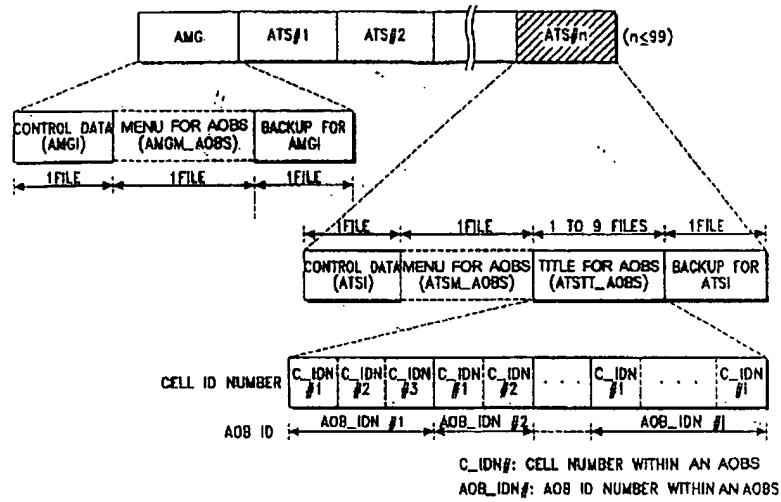 AMG ATS#1 ATS#2 ATS#n (n≤99)
CONTROL DATA (AMGI) MENU FOR AOBS (AMGM_AOBS). BACKUP FOR AMGI
1FILE 1FILE 1FILE
1FILE 1FILE 1 TO 9 FILES 1FILE
CONTROL DATA (ATSI) MENU FOR AOBS (ATSM_AOBS) TITLE FOR AOBS (ATSTT_AOBS) BACKUP FOR ATSI
CELL ID NUMBER C_IDN #1 C_IDN #2 C_IDN #3 C_IDN #1 C_IDN #2 . . . . C_IDN #1 . . . . C_IDN #i
AOB ID AOB_IDN #1 AOB_IDN #2 AOB_IDN #j
C_IDN#: CELL NUMBER WITHIN AN AOBS
AOB_IDN#: AOB ID NUMBER WITHIN AN AOBS